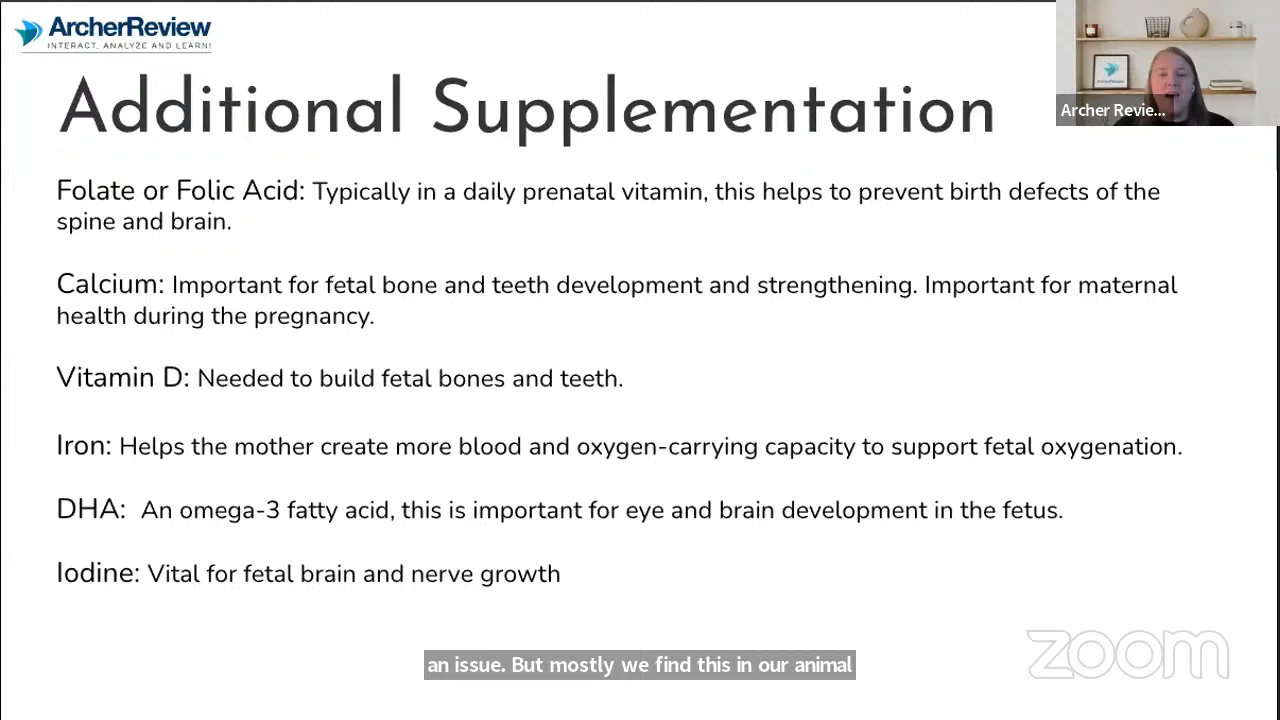 ArcherReview
INTERACT, ANALYZE AND LEARN!
Additional Supplementation
Archer Revie...
Folate or Folic Acid: Typically in a daily prenatal vitamin, this helps to prevent birth defects of the
spine and brain.
Calcium: Important for fetal bone and teeth development and strengthening. Important for maternal
health during the pregnancy.
Vitamin D: Needed to build fetal bones and teeth.
Iron: Helps the mother create more blood and oxygen-carrying capacity to support fetal oxygenation.
DHA: An omega-3 fatty acid, this is important for eye and brain development in the fetus.
Iodine: Vital for fetal brain and nerve growth
an issue. But mostly we find this in our animal
zoom